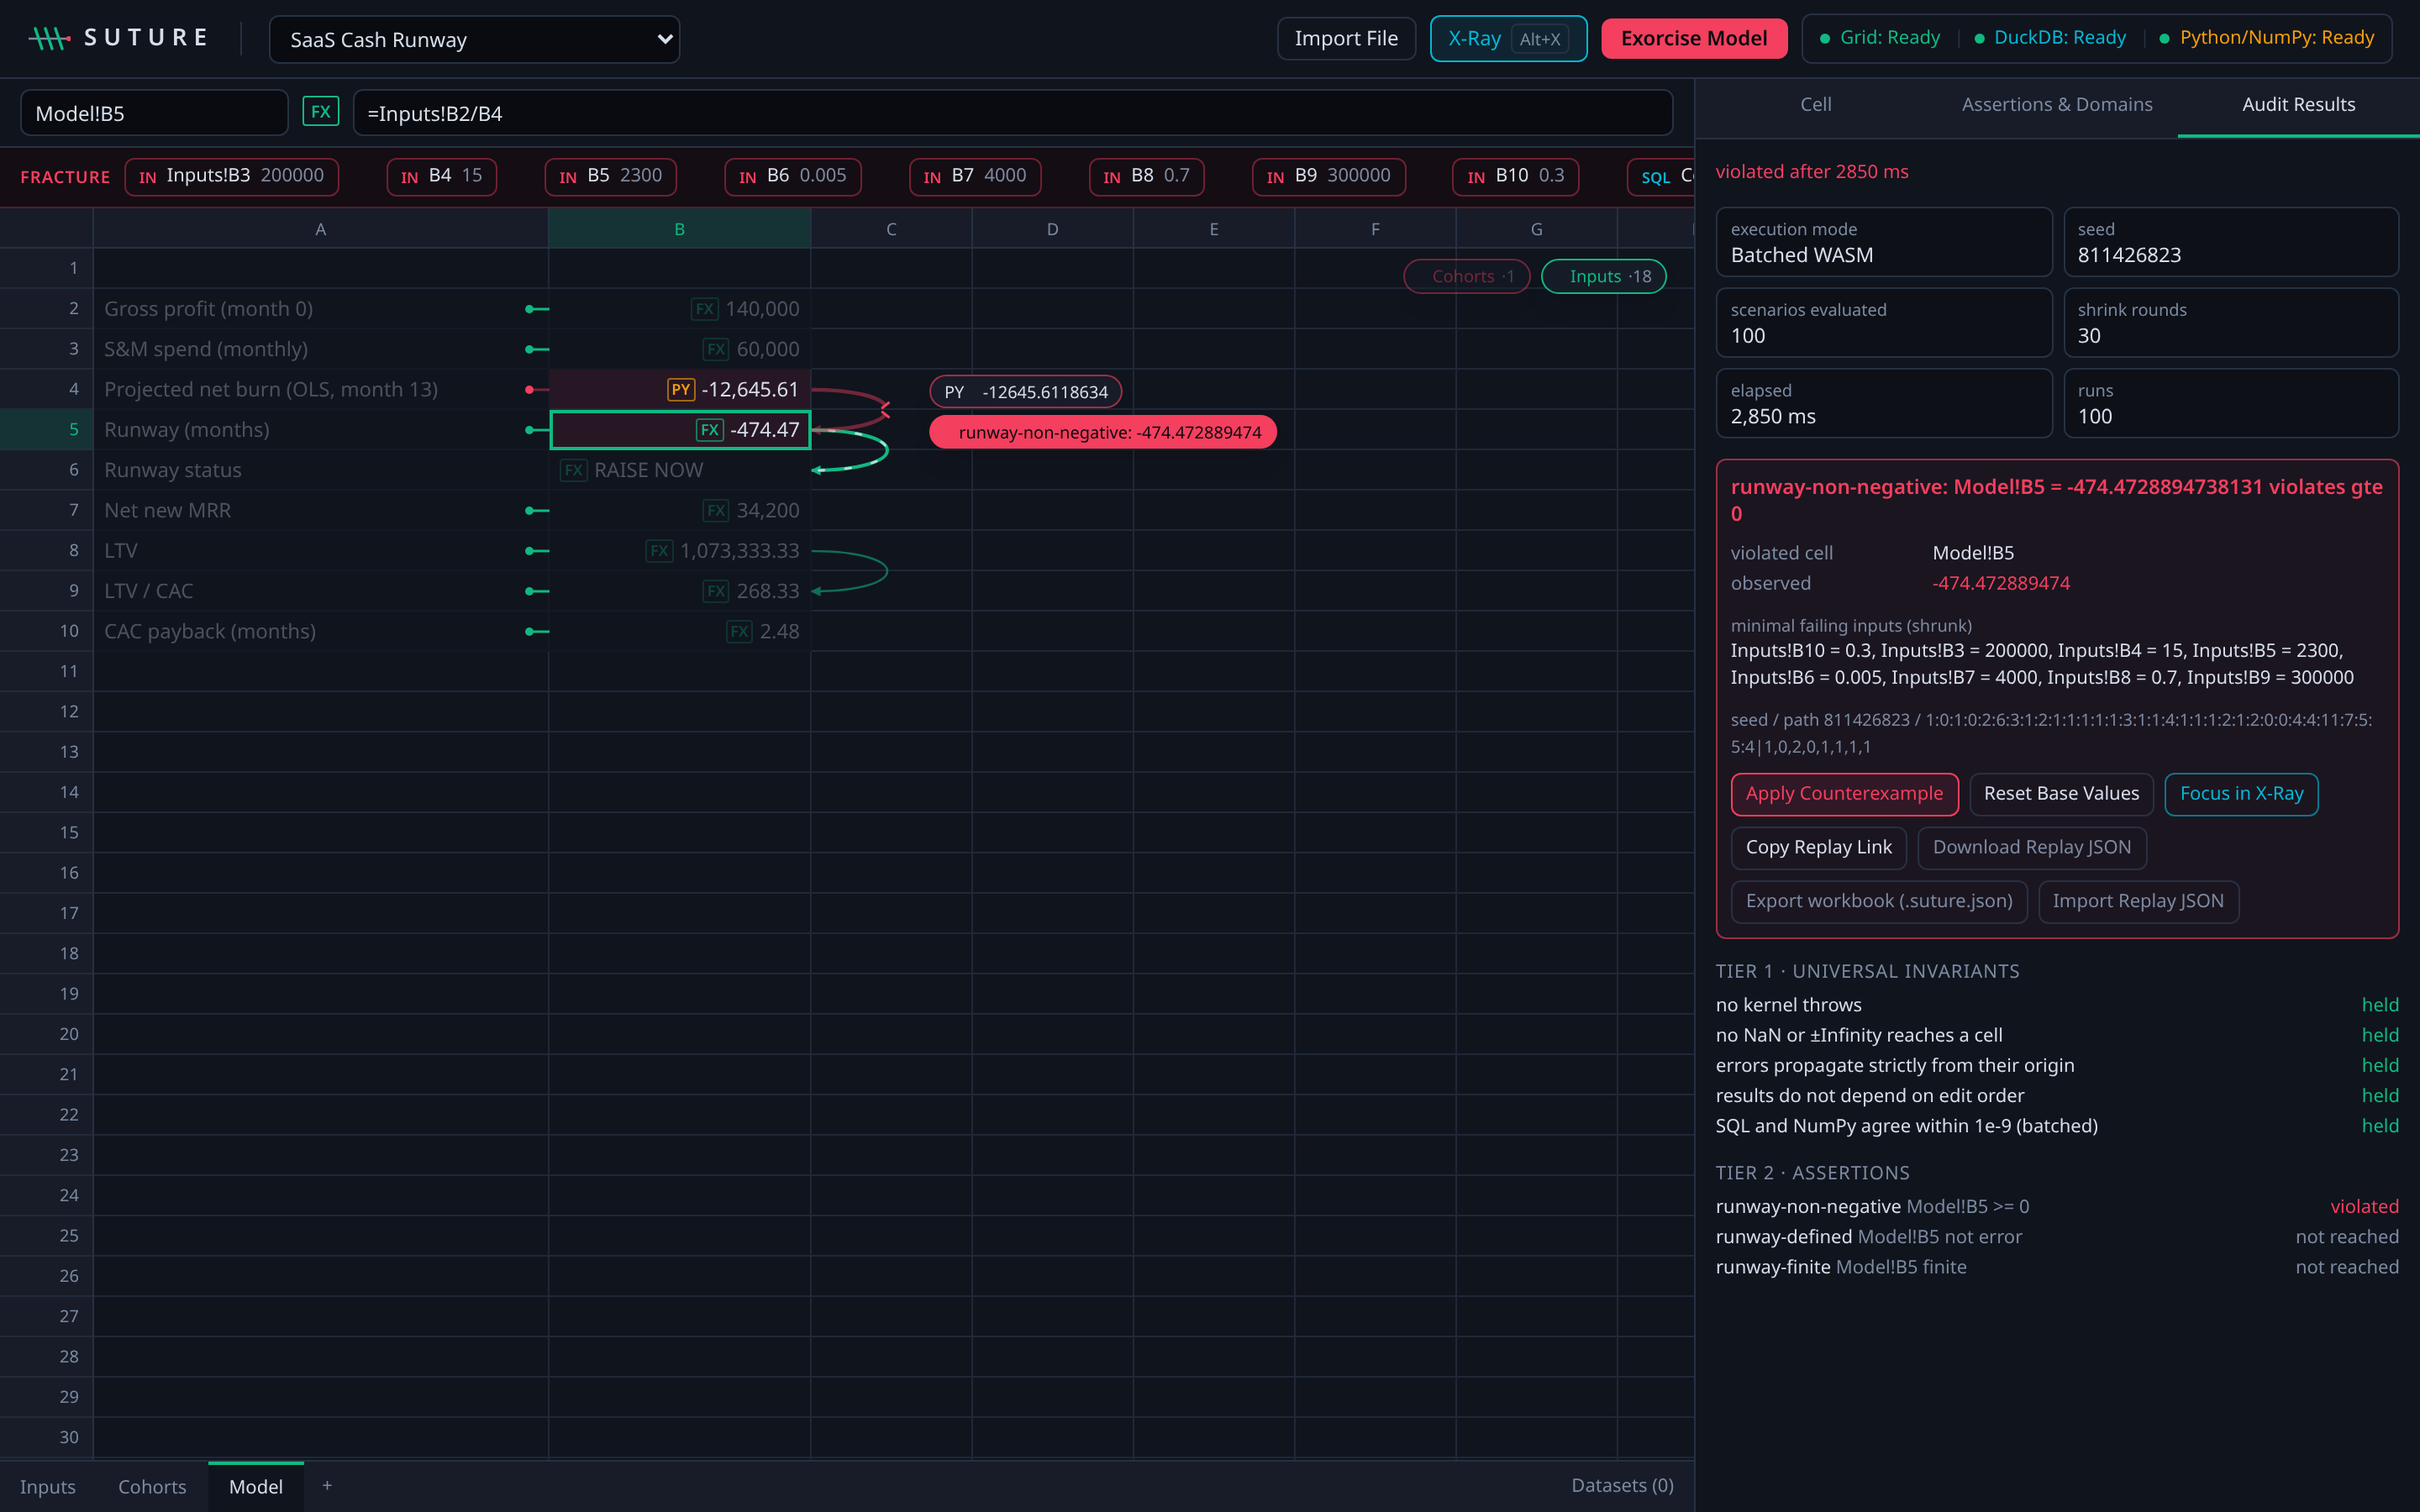 SUTURE
SaaS Cash Runway
Import File
X-Ray Alt+X
Exorcise Model
Grid: Ready
DuckDB: Ready
Python/NumPy: Ready
Model!B5
FX
=Inputs!B2/B4
FRACTURE IN Inputs!B3 200000 IN B4 15 IN B5 2300 IN B6 0.005 IN B7 4000 IN B8 0.7 IN B9 300000 IN B10 0.3 SQL
A B C D E F G
1
Cohorts ·1 Inputs ·18
2 Gross profit (month 0) FX 140,000
3 S&M spend (monthly) FX 60,000
4 Projected net burn (OLS, month 13) PY -12,645.61 PY -12645.6118634
5 Runway (months) FX -474.47 runway-non-negative: -474.472889474
6 Runway status FX RAISE NOW
7 Net new MRR FX 34,200
8 LTV FX 1,073,333.33
9 LTV / CAC FX 268.33
10 CAC payback (months) FX 2.48
11
12
13
14
15
16
17
18
19
20
21
22
23
24
25
26
27
28
29
30
Inputs Cohorts Model +
Datasets (0)
Cell Assertions & Domains Audit Results
violated after 2850 ms
execution mode
Batched WASM
seed
811426823
scenarios evaluated
100
shrink rounds
30
elapsed
2,850 ms
runs
100
runway-non-negative: Model!B5 = -474.4728894738131 violates gte
0
violated cell Model!B5
observed -474.472889474
minimal failing inputs (shrunk)
Inputs!B10 = 0.3, Inputs!B3 = 200000, Inputs!B4 = 15, Inputs!B5 = 2300,
Inputs!B6 = 0.005, Inputs!B7 = 4000, Inputs!B8 = 0.7, Inputs!B9 = 300000
seed / path 811426823 / 1:0:1:0:2:6:3:1:2:1:1:1:1:1:3:1:1:4:1:1:1:2:1:2:0:0:4:4:11:7:5:
5:4|1,0,2,0,1,1,1,1
Apply Counterexample
Reset Base Values
Focus in X-Ray
Copy Replay Link
Download Replay JSON
Export workbook (.suture.json)
Import Replay JSON
TIER 1 · UNIVERSAL INVARIANTS
no kernel throws held
no NaN or ±Infinity reaches a cell held
errors propagate strictly from their origin held
results do not depend on edit order held
SQL and NumPy agree within 1e-9 (batched) held
TIER 2 · ASSERTIONS
runway-non-negative Model!B5 >= 0 violated
runway-defined Model!B5 not error not reached
runway-finite Model!B5 finite not reached